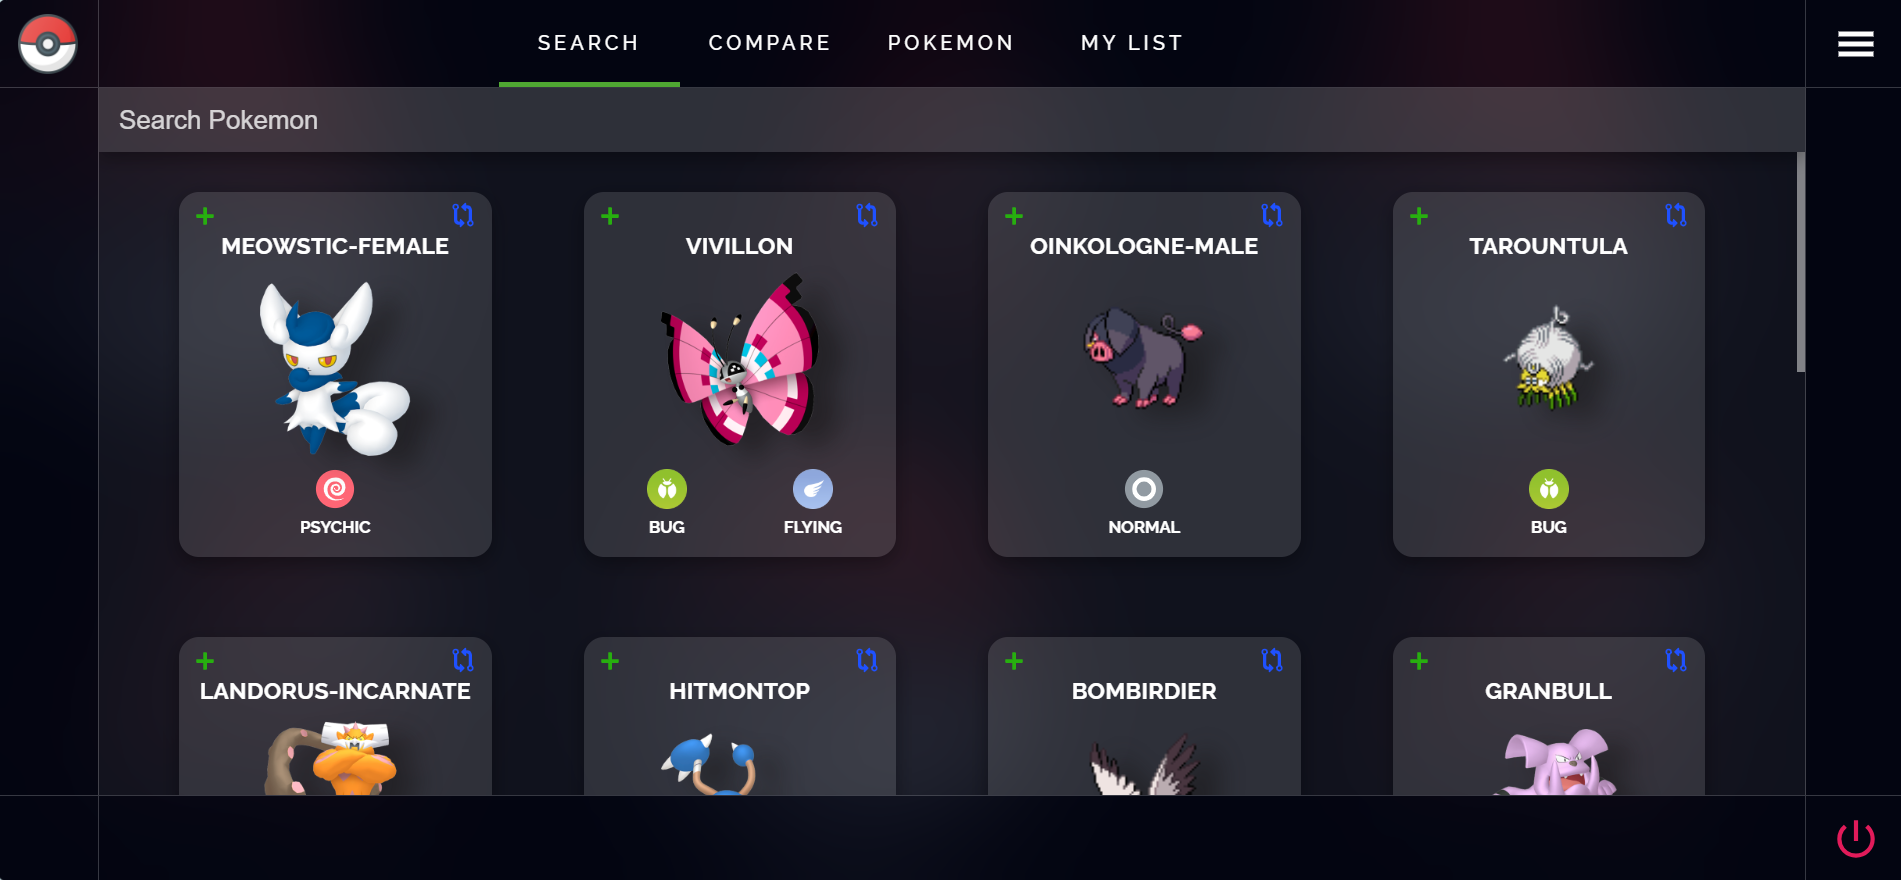 SEARCH COMPARE POKEMON MY LIST
Search Pokemon
MEOWSTIC-FEMALE VIVILLON OINKOLOGNE-MALE TAROUNTULA
PSYCHIC BUG FLYING NORMAL BUG
LANDORUS-INCARNATE HITMONTOP BOMBIRDIER GRANBULL